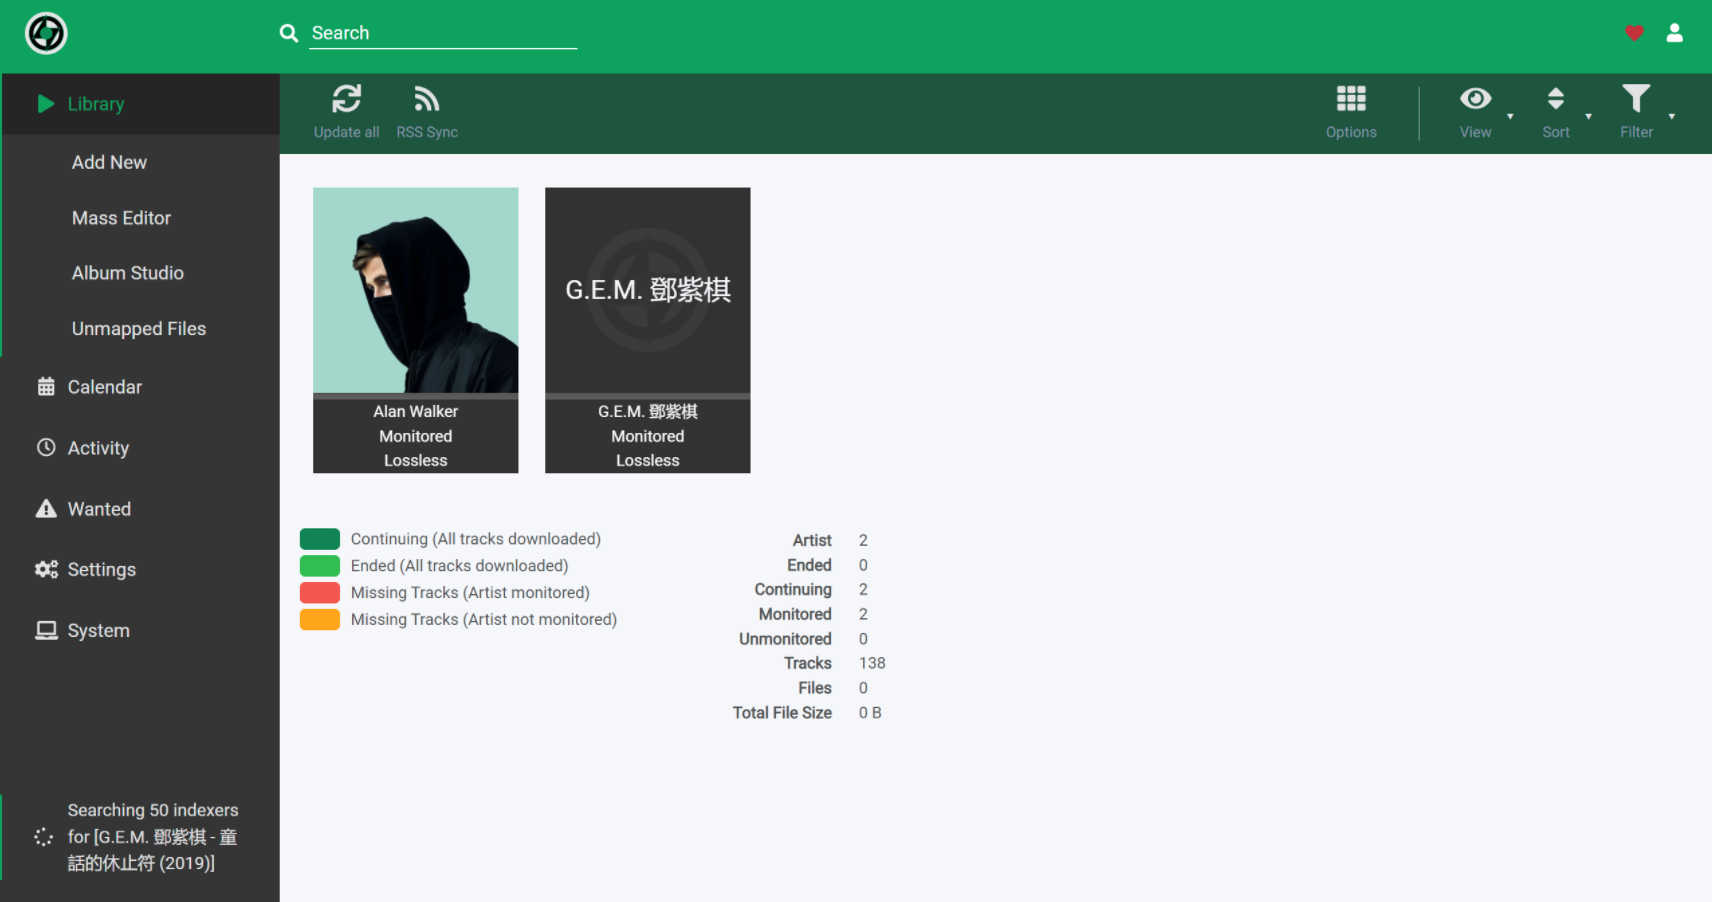 Search
Library
Add New
Mass Editor
Album Studio
Unmapped Files
Calendar
Activity
Wanted
Settings
System
Searching 50 indexers
for [G.E.M. 鄧紫棋 - 童
話的休止符 (2019)]
Update all
RSS Sync
Options
View
Sort
Filter
G.E.M. 鄧紫棋
Alan Walker
Monitored
Lossless
G.E.M. 鄧紫棋
Monitored
Lossless
Continuing (All tracks downloaded)
Ended (All tracks downloaded)
Missing Tracks (Artist monitored)
Missing Tracks (Artist not monitored)
Artist 2
Ended 0
Continuing 2
Monitored 2
Unmonitored 0
Tracks 138
Files 0
Total File Size 0 B